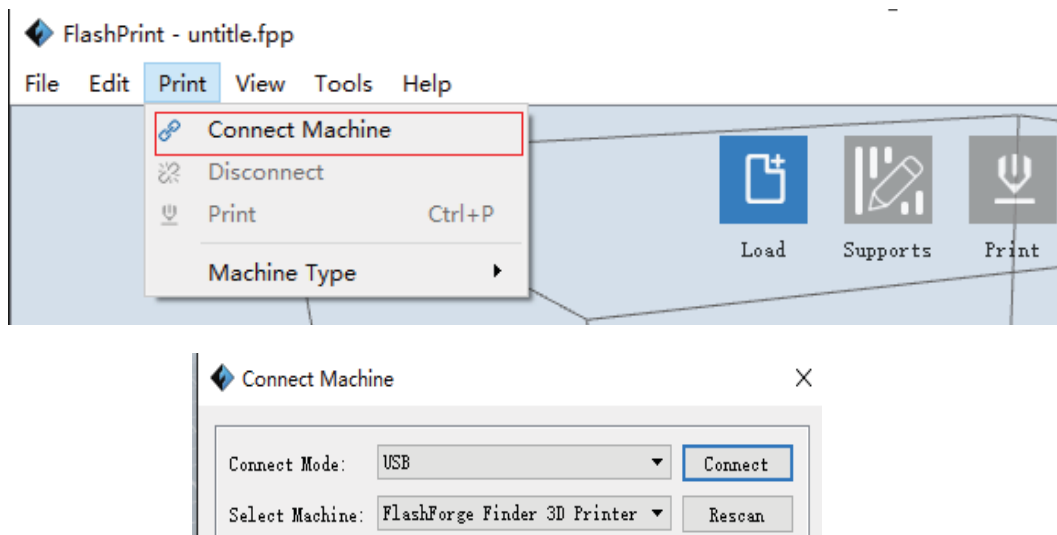 FlashPrint - untitle.fpp
File Edit Print View Tools Help
Connect Machine
Disconnect
Print Ctrl+P
Machine Type
Load Supports Print
Connect Machine
Connect Mode: USB Connect
Select Machine: FlashForge Finder 3D Printer Rescan